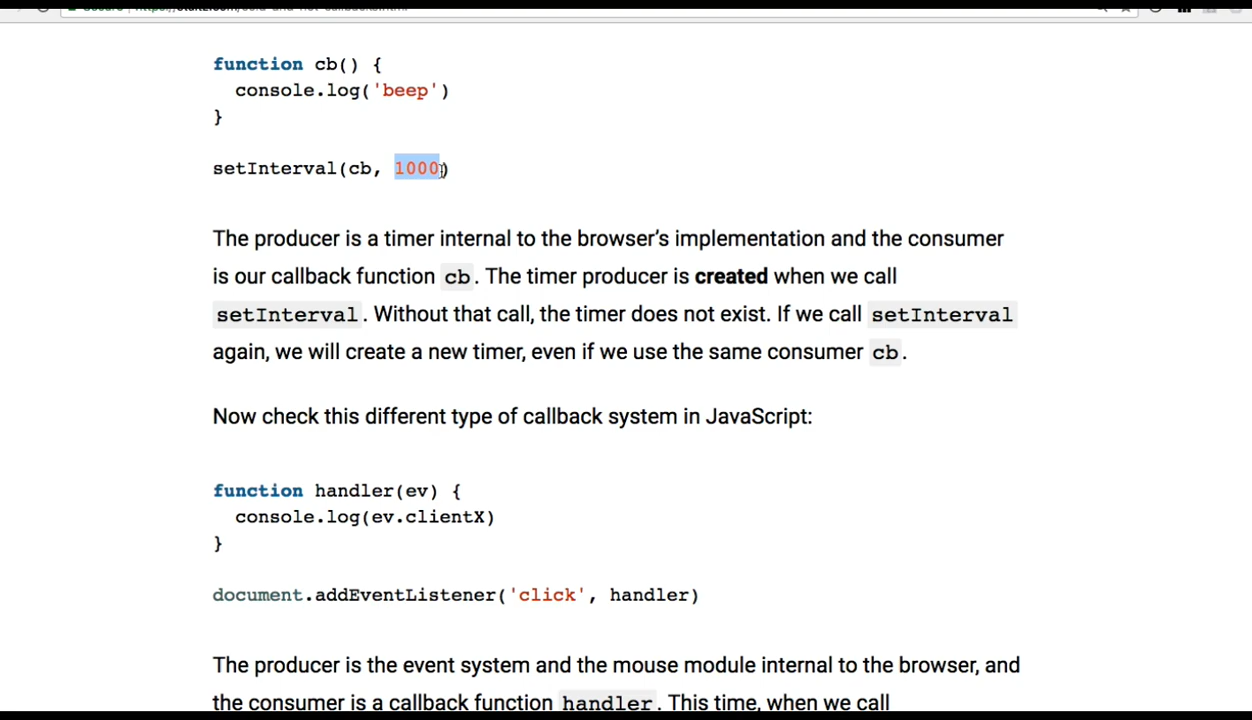 function cb() {
console.log('beep')
}
setInterval(cb, 1000)
The producer is a timer internal to the browser's implementation and the consumer
is our callback function cb. The timer producer is created when we call
setInterval. Without that call, the timer does not exist. If we call setInterval
again, we will create a new timer, even if we use the same consumer cb.
Now check this different type of callback system in JavaScript:
function handler(ev) {
console.log(ev.clientX)
}
document.addEventListener('click', handler)
The producer is the event system and the mouse module internal to the browser, and
the consumer is a callback function handler. This time, when we call